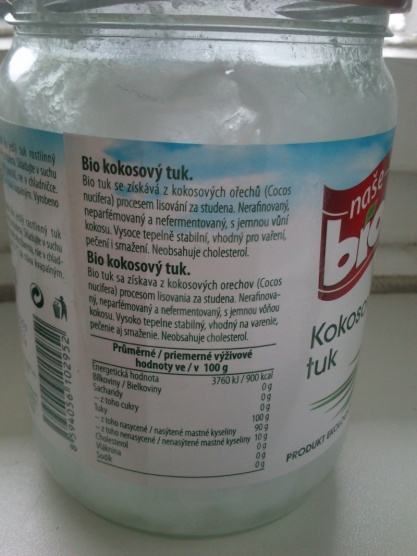 Bio kokosový tuk.
Bio tuk se získává z kokosových ořechů (Cocos
nucifera) procesem lisování za studena. Nerafinovaný,
neparfémovaný a nefermentovaný, s jemnou vůní
kokosu. Vysoce tepelně stabilní, vhodný pro vaření,
pečení i smažení. Neobsahuje cholesterol.
Bio kokosový tuk.
Bio tuk sa získava z kokosových orechov (Cocos
nucifera) procesom lisovania za studena. Nerafinova-
ný, neparfémovaný a nefermentovaný, s jemnou vôňou
kokosu. Vysoko tepelne stabilný, vhodný na varenie,
pečenie aj smaženie. Neobsahuje cholesterol.
Průměrné / priemerné výživové
hodnoty ve / v 100 g
Energetická hodnota 3760 kJ / 900 kcal
Bílkoviny / Bielkoviny 0 g
Sacharidy 0 g
- z toho cukry 0 g
Tuky 100 g
- z toho nasycené / nasýtené mastné kyseliny 90 g
- z toho nenasycené / nenasýtené mastné kyseliny 10 g
Cholesterol 0 g
Vláknina 0 g
Sodík 0 g
8 594056 102952
naše
bio
Kokoso
tuk
PRODUKT EKOLO